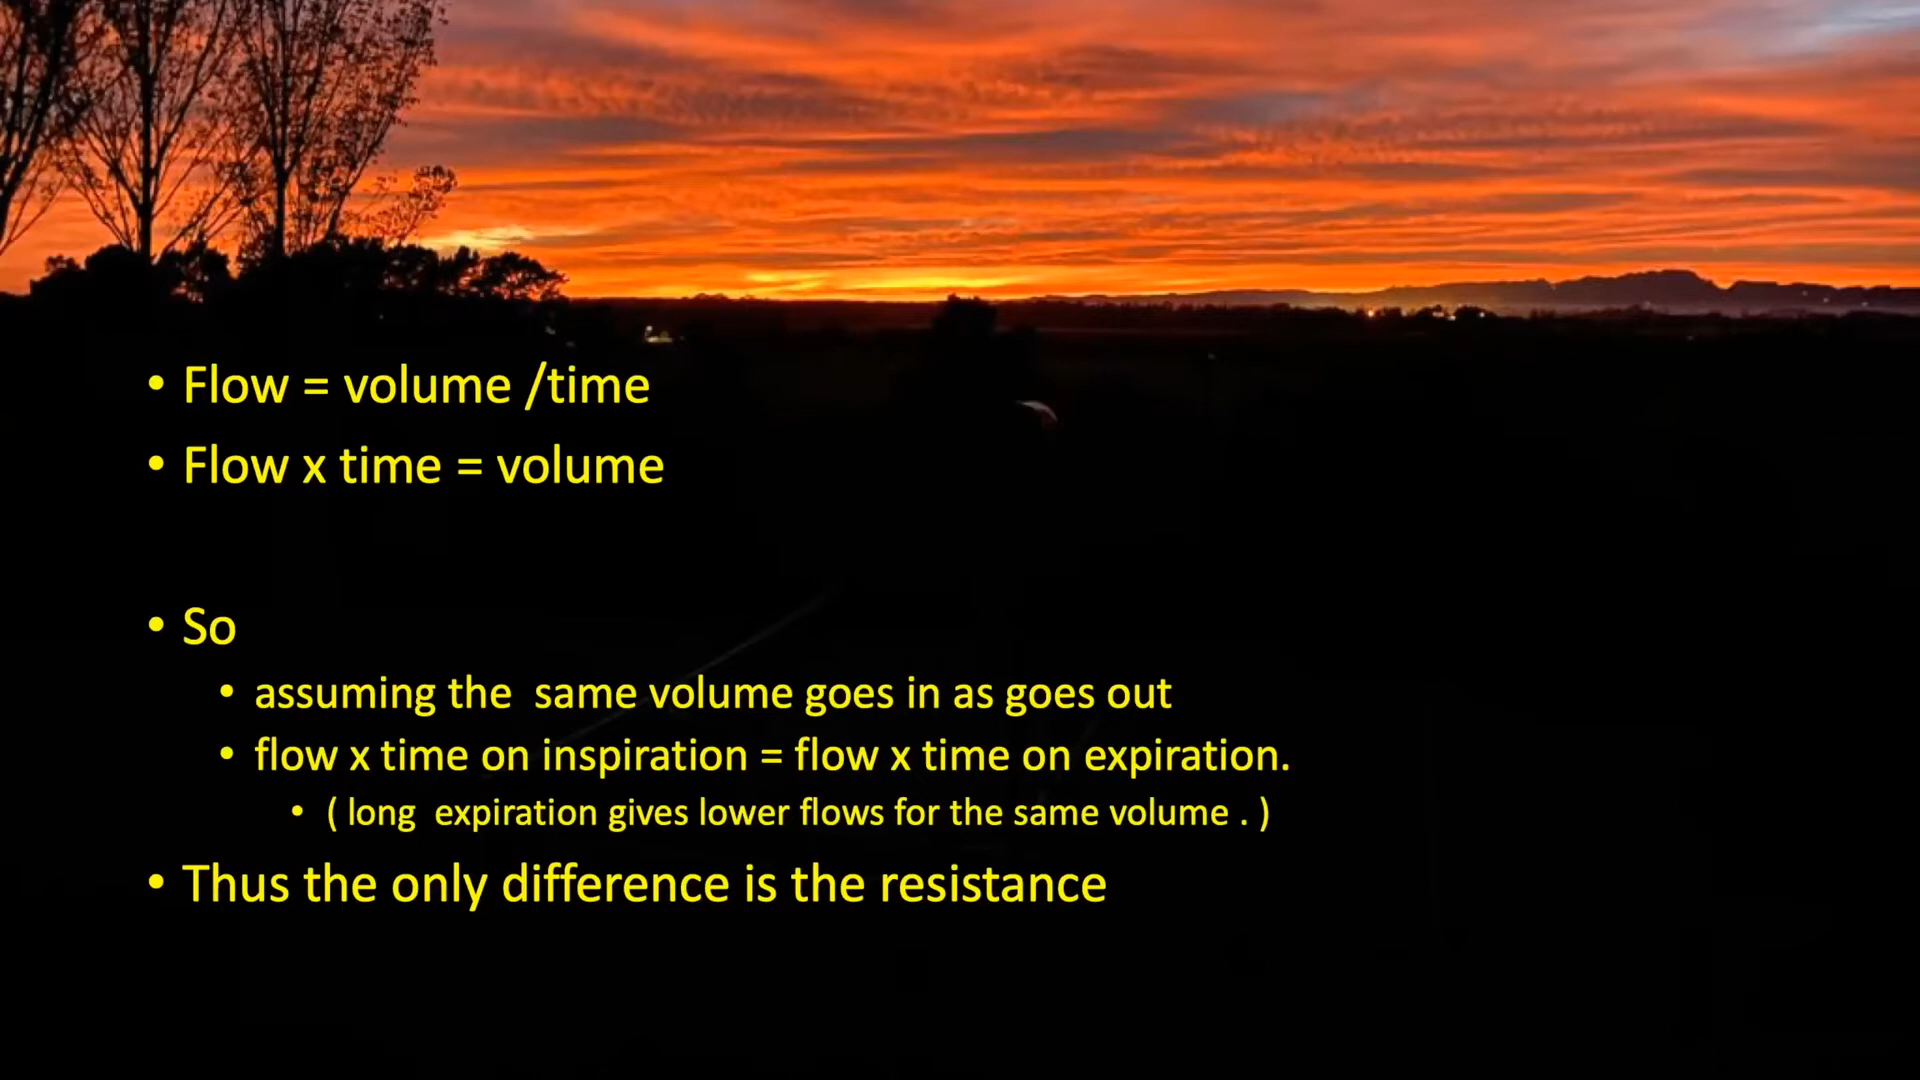 • Flow = volume /time
• Flow x time = volume
• So
• assuming the  same volume goes in as goes out
• flow x time on inspiration = flow x time on expiration.
• ( long  expiration gives lower flows for the same volume . )
• Thus the only difference is the resistance